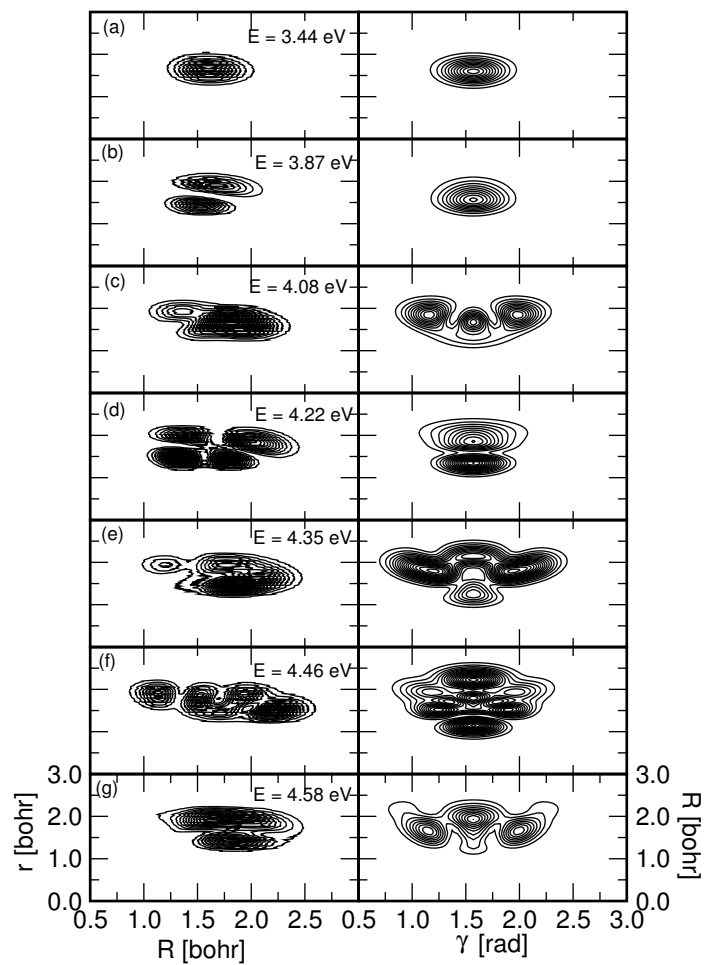 (a) E = 3.44 eV
(b) E = 3.87 eV
(c) E = 4.08 eV
(d) E = 4.22 eV
(e) E = 4.35 eV
(f) E = 4.46 eV
(g) E = 4.58 eV
3.0 3.0
2.0 2.0
1.0 1.0
0.0 0.0
r [bohr]
R [bohr]
0.5 1.0 1.5 2.0 2.5 0.5 1.0 1.5 2.0 2.5 3.0
R [bohr] γ [rad]